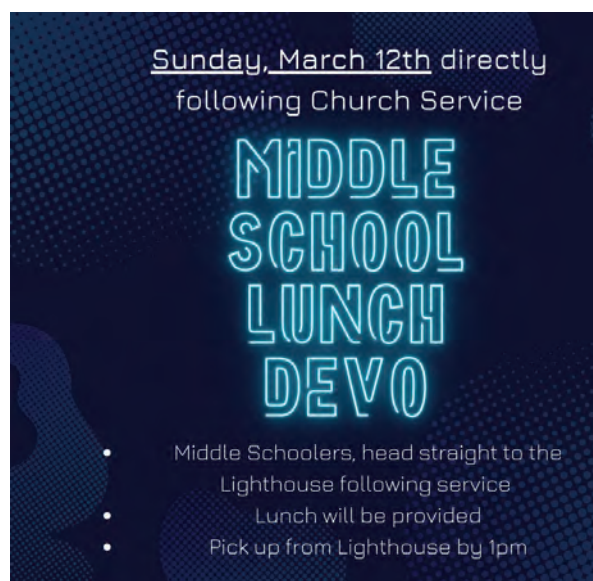 Sunday, March 12th directly
following Church Service
MIDDLE
SCHOOL
LUNCH
DEVO
• Middle Schoolers, head straight to the
Lighthouse following service
• Lunch will be provided
• Pick up from Lighthouse by 1pm